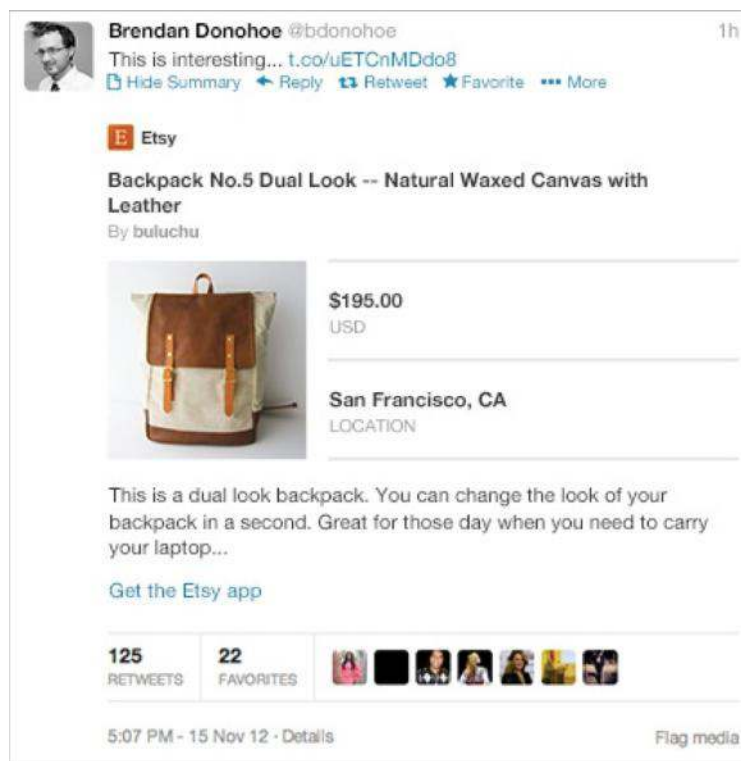 Brendan Donohoe @bdonohoe 1h
This is interesting... t.co/uETCnMDdo8
Hide Summary Reply Retweet Favorite More
E Etsy
Backpack No.5 Dual Look -- Natural Waxed Canvas with
Leather
By buluchu
$195.00
USD
San Francisco, CA
LOCATION
This is a dual look backpack. You can change the look of your
backpack in a second. Great for those day when you need to carry
your laptop...
Get the Etsy app
125 22
RETWEETS FAVORITES
5:07 PM - 15 Nov 12 · Details Flag media